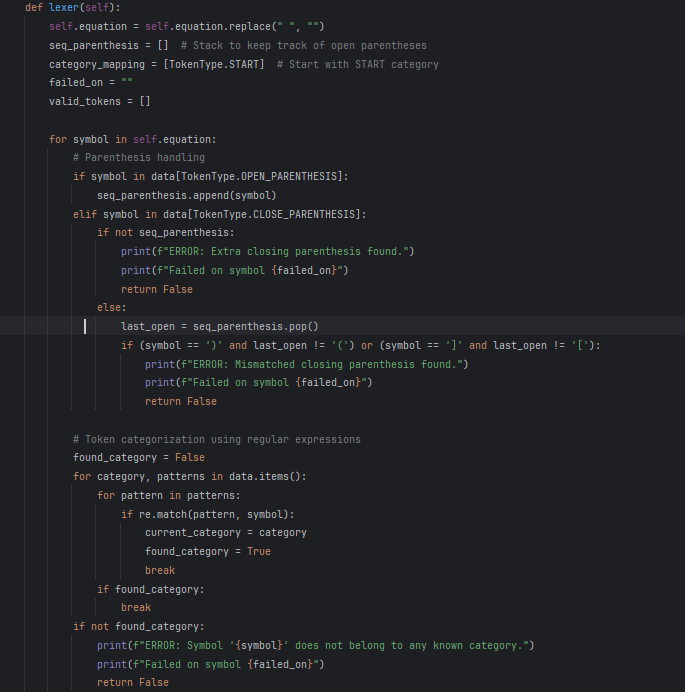 def lexer(self):
    self.equation = self.equation.replace(" ", "")
    seq_parenthesis = []  # Stack to keep track of open parentheses
    category_mapping = [TokenType.START]  # Start with START category
    failed_on = ""
    valid_tokens = []

    for symbol in self.equation:
        # Parenthesis handling
        if symbol in data[TokenType.OPEN_PARENTHESIS]:
            seq_parenthesis.append(symbol)
        elif symbol in data[TokenType.CLOSE_PARENTHESIS]:
            if not seq_parenthesis:
                print(f"ERROR: Extra closing parenthesis found.")
                print(f"Failed on symbol {failed_on}")
                return False
            else:
                last_open = seq_parenthesis.pop()
                if (symbol == ')' and last_open != '(') or (symbol == ']' and last_open != '['):
                    print(f"ERROR: Mismatched closing parenthesis found.")
                    print(f"Failed on symbol {failed_on}")
                    return False

        # Token categorization using regular expressions
        found_category = False
        for category, patterns in data.items():
            for pattern in patterns:
                if re.match(pattern, symbol):
                    current_category = category
                    found_category = True
                    break
            if found_category:
                break
        if not found_category:
            print(f"ERROR: Symbol '{symbol}' does not belong to any known category.")
            print(f"Failed on symbol {failed_on}")
            return False